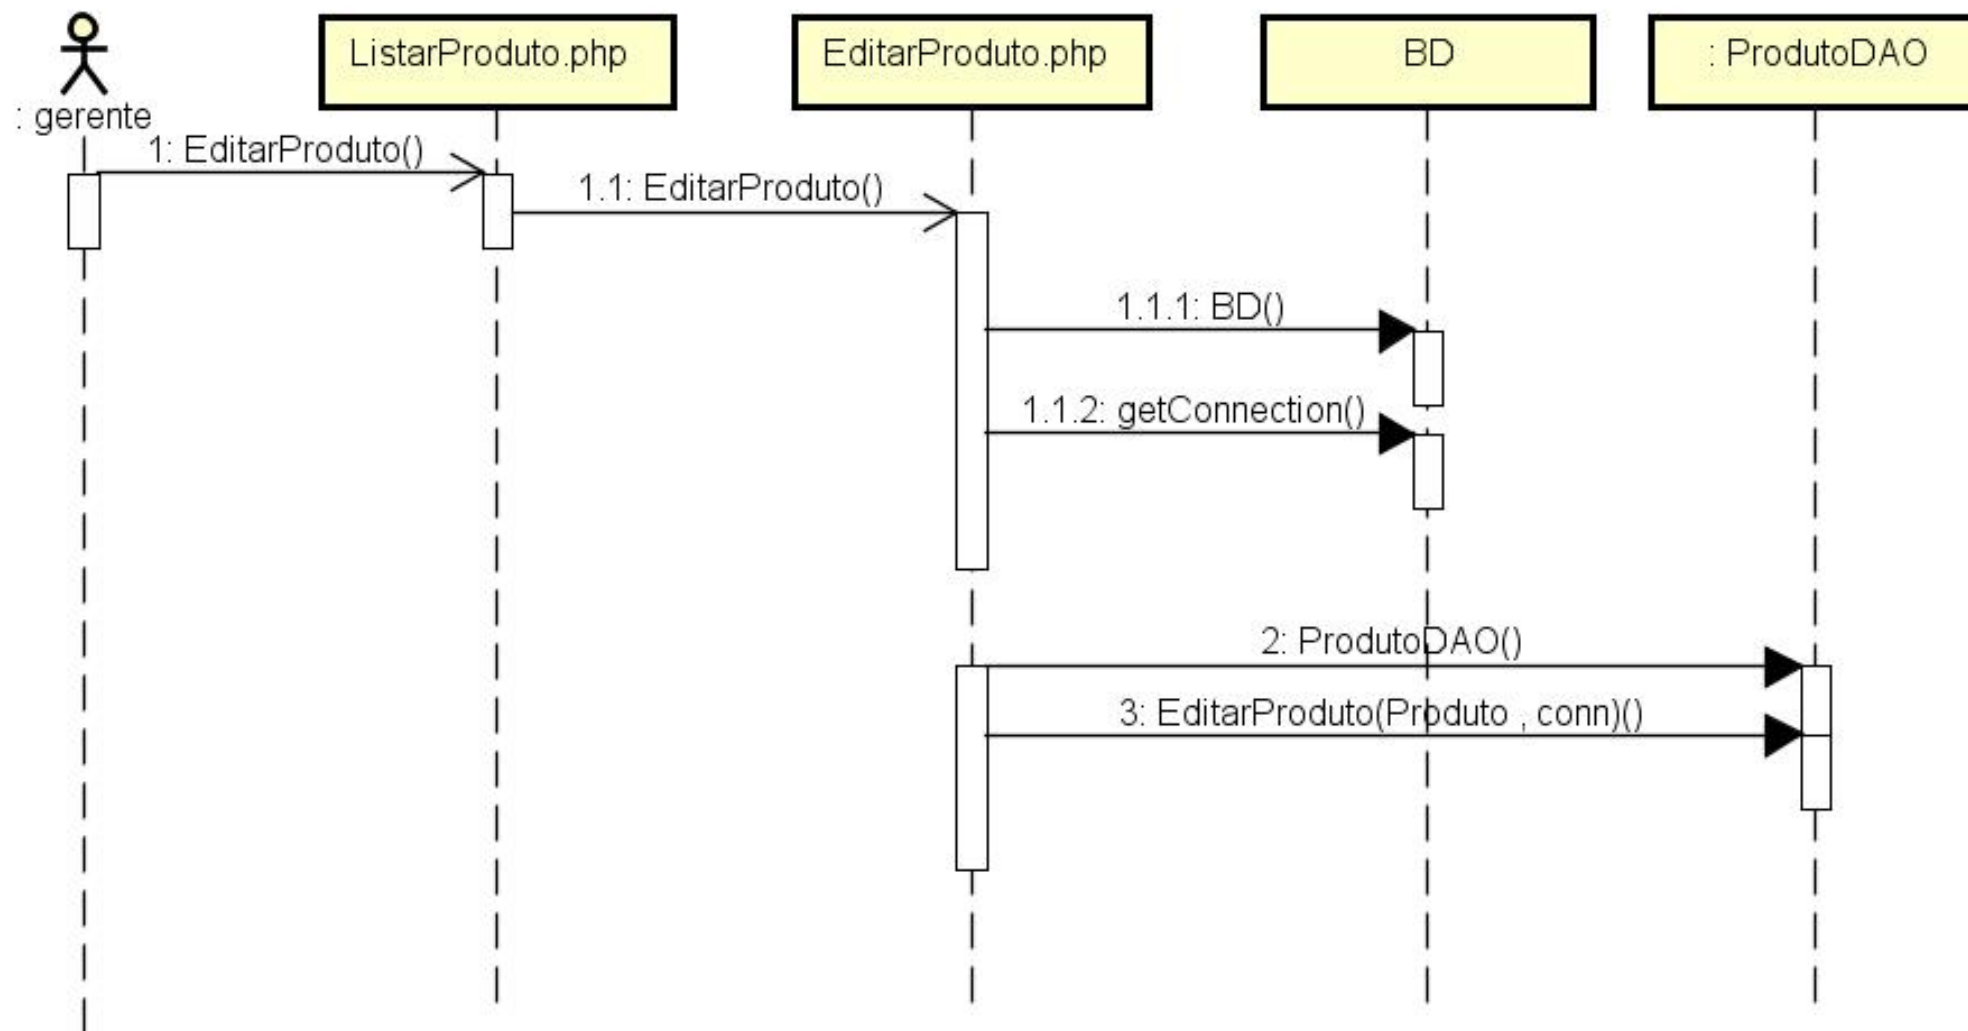 ListarProduto.php
EditarProduto.php
BD
: ProdutoDAO
: gerente
1: EditarProduto()
1.1: EditarProduto()
1.1.1: BD()
1.1.2: getConnection()
2: ProdutoDAO()
3: EditarProduto(Produto , conn)()